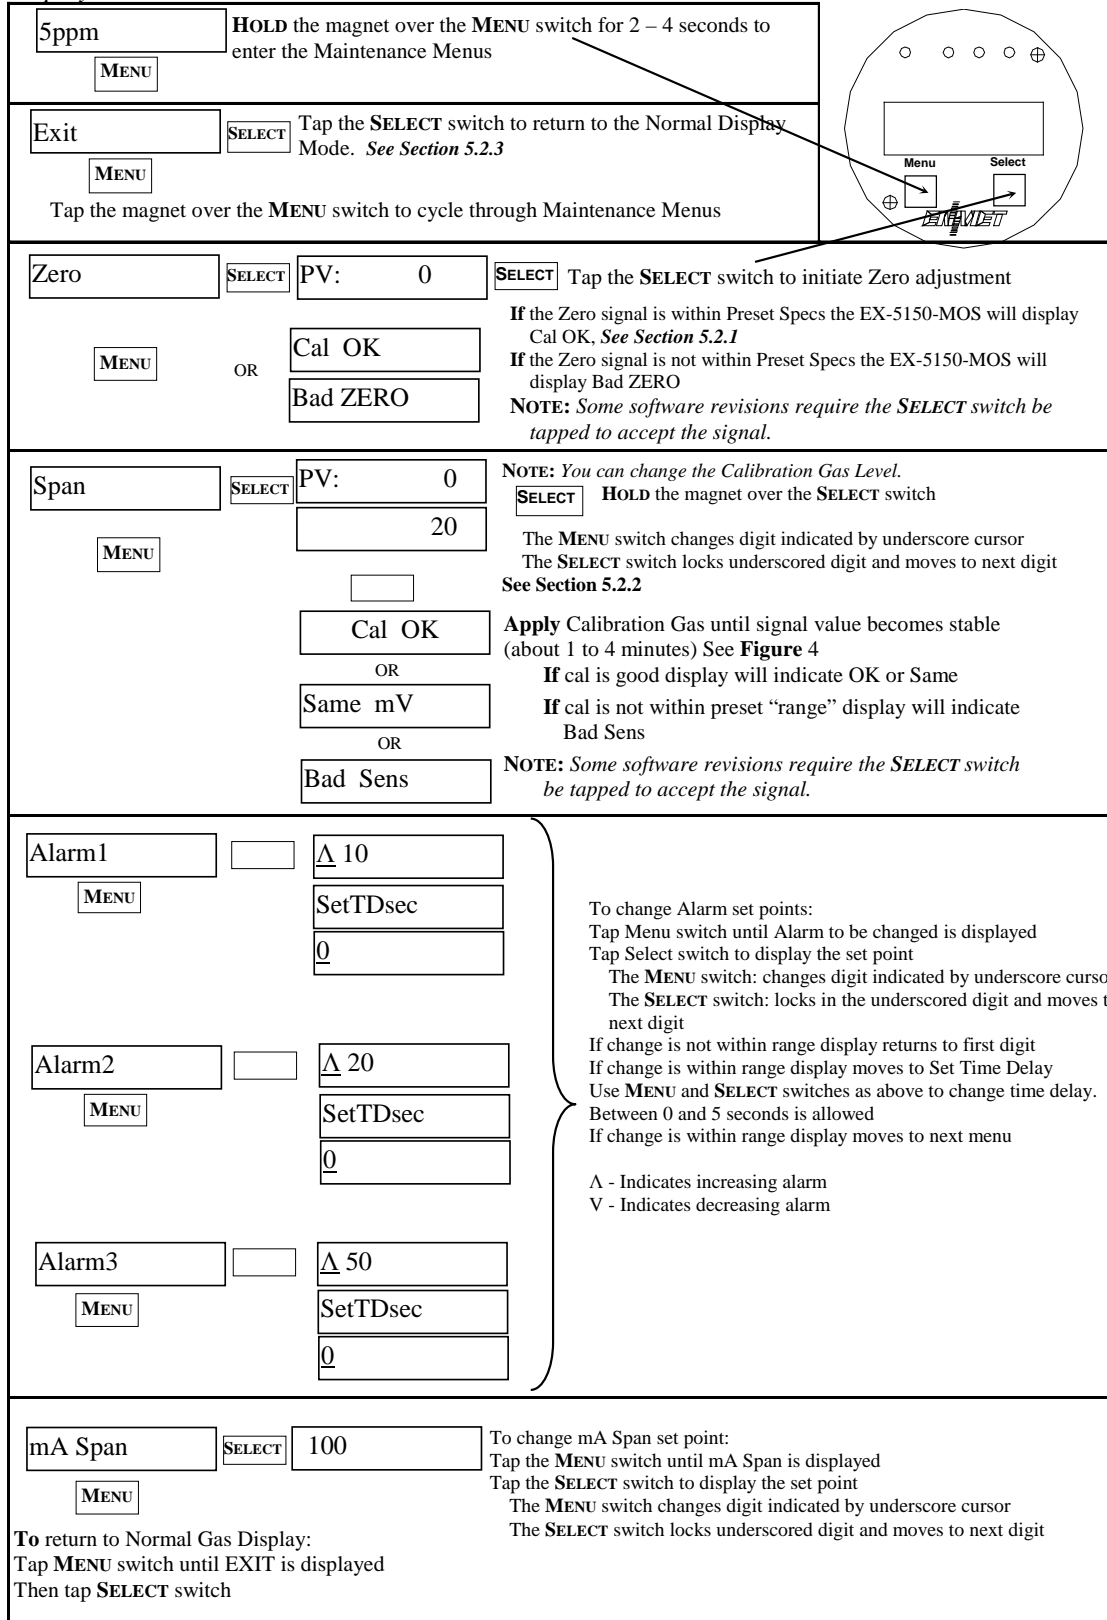 5ppm
HOLD the magnet over the MENU switch for 2 – 4 seconds to
enter the Maintenance Menus
MENU
Exit
SELECT
Tap the SELECT switch to return to the Normal Display
Mode. See Section 5.2.3
MENU
Tap the magnet over the MENU switch to cycle through Maintenance Menus
Menu
Select
Zero
SELECT
PV: 0
SELECT
Tap the SELECT switch to initiate Zero adjustment
If the Zero signal is within Preset Specs the EX-5150-MOS will display
Cal OK, See Section 5.2.1
If the Zero signal is not within Preset Specs the EX-5150-MOS will
display Bad ZERO
NOTE: Some software revisions require the SELECT switch be
tapped to accept the signal.
MENU
OR
Cal OK
Bad ZERO
Span
SELECT
PV: 0
20
MENU
NOTE: You can change the Calibration Gas Level.
SELECT
HOLD the magnet over the SELECT switch
The MENU switch changes digit indicated by underscore cursor
The SELECT switch locks underscored digit and moves to next digit
See Section 5.2.2
Cal OK
OR
Same mV
OR
Bad Sens
Apply Calibration Gas until signal value becomes stable
(about 1 to 4 minutes) See Figure 4
If cal is good display will indicate OK or Same
If cal is not within preset “range” display will indicate
Bad Sens
NOTE: Some software revisions require the SELECT switch
be tapped to accept the signal.
Alarm1
MENU
Λ 10
SetTDsec
0
Alarm2
MENU
Λ 20
SetTDsec
0
Alarm3
MENU
Λ 50
SetTDsec
0
To change Alarm set points:
Tap Menu switch until Alarm to be changed is displayed
Tap Select switch to display the set point
The MENU switch: changes digit indicated by underscore curso
The SELECT switch: locks in the underscored digit and moves t
next digit
If change is not within range display returns to first digit
If change is within range display moves to Set Time Delay
Use MENU and SELECT switches as above to change time delay.
Between 0 and 5 seconds is allowed
If change is within range display moves to next menu
Λ - Indicates increasing alarm
V - Indicates decreasing alarm
mA Span
SELECT
100
MENU
To change mA Span set point:
Tap the MENU switch until mA Span is displayed
Tap the SELECT switch to display the set point
The MENU switch changes digit indicated by underscore cursor
The SELECT switch locks underscored digit and moves to next digit
To return to Normal Gas Display:
Tap MENU switch until EXIT is displayed
Then tap SELECT switch